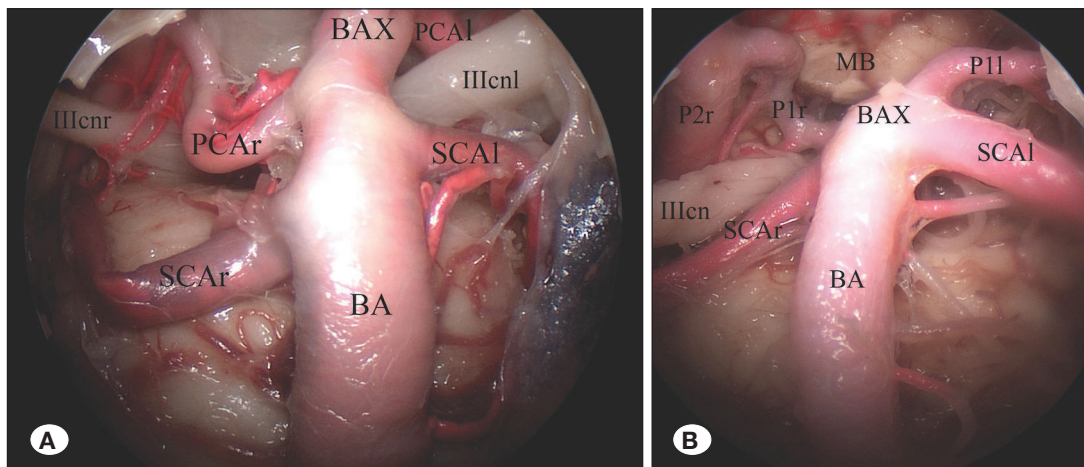 BAX
PCAl
IIIcnl
IIIcnr
PCAr
SCAl
SCAr
BA
A
MB
P1l
P2r
P1r
BAX
SCAl
IIIcn
SCAr
BA
B